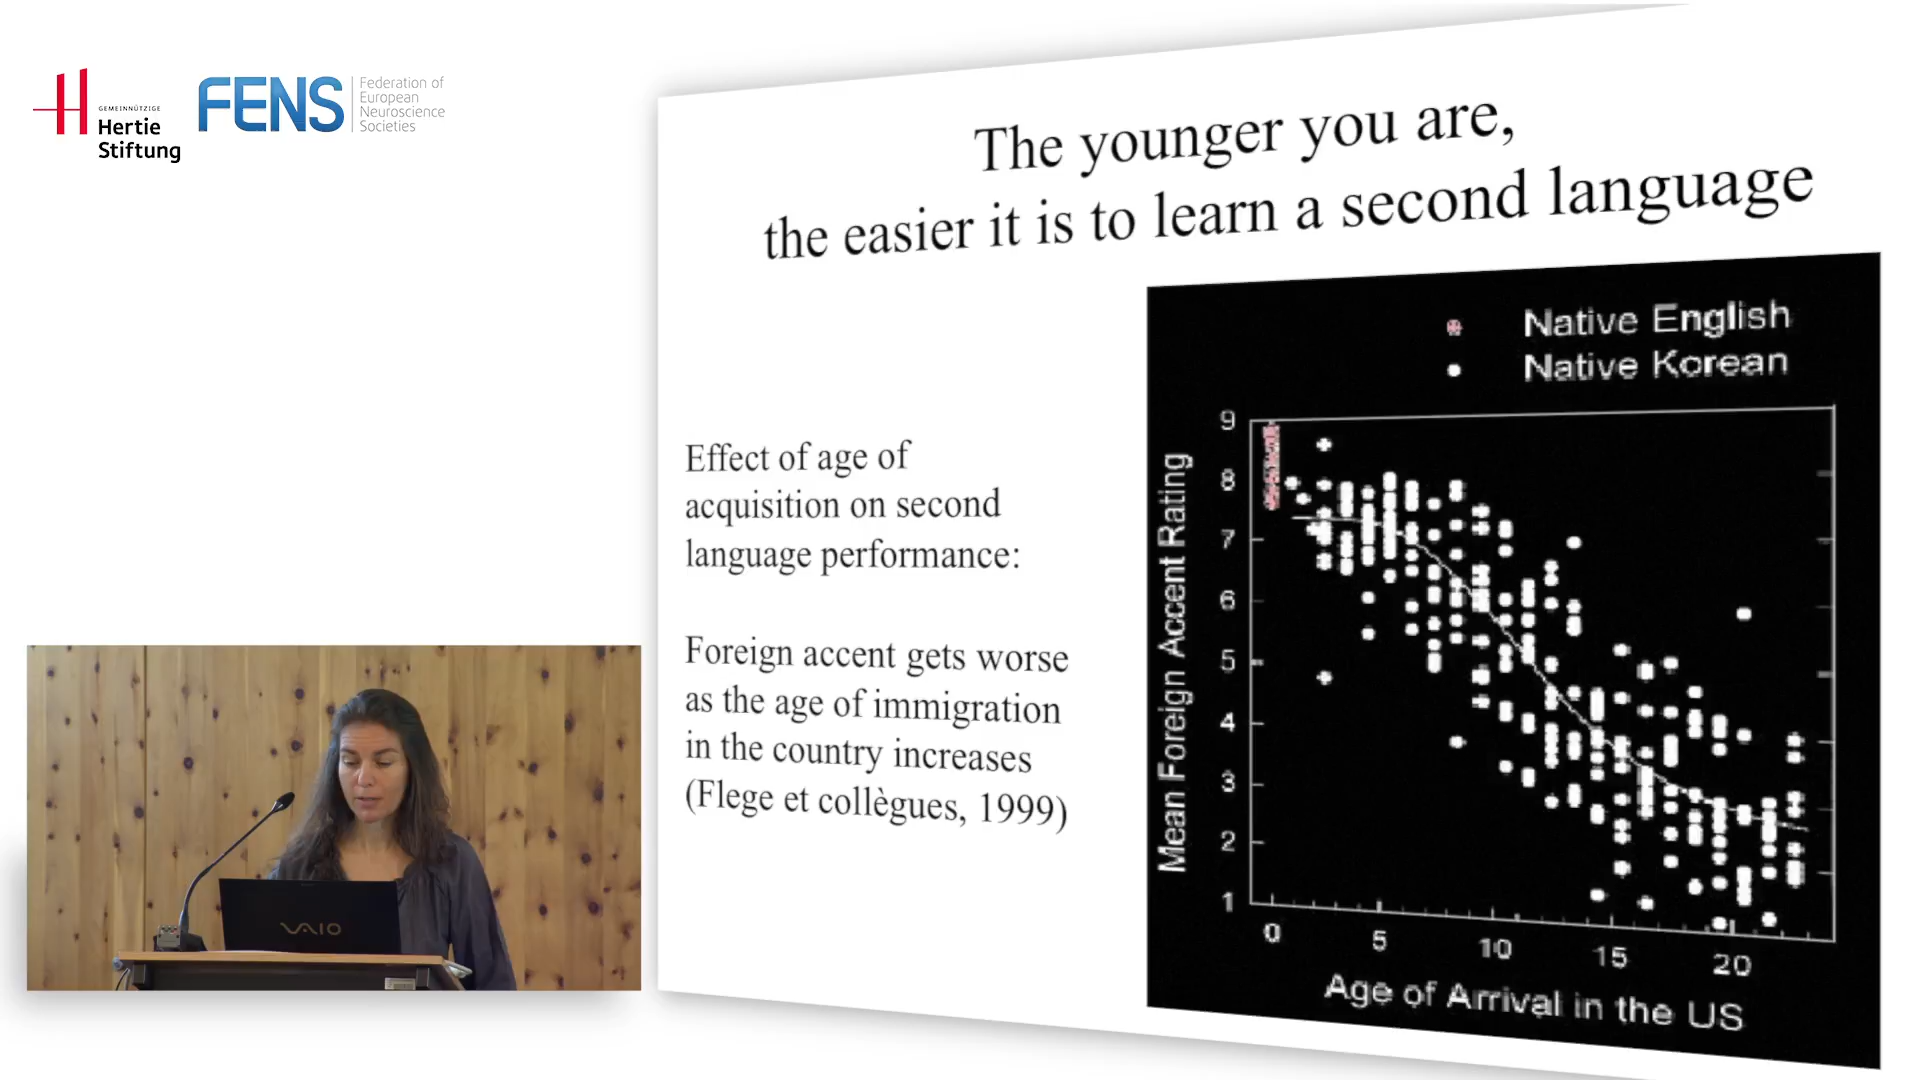 GEMEINNÜTZIGE
Hertie
Stiftung
FENS
Federation of
European
Neuroscience
Societies
The younger you are,
the easier it is to learn a second language
Effect of age of
acquisition on second
language performance:
Foreign accent gets worse
as the age of immigration
in the country increases
(Flege et collègues, 1999)
Native English
Native Korean
Mean Foreign Accent Rating
9
8
7
6
5
4
3
2
1
0 5 10 15 20
Age of Arrival in the US
VAIO